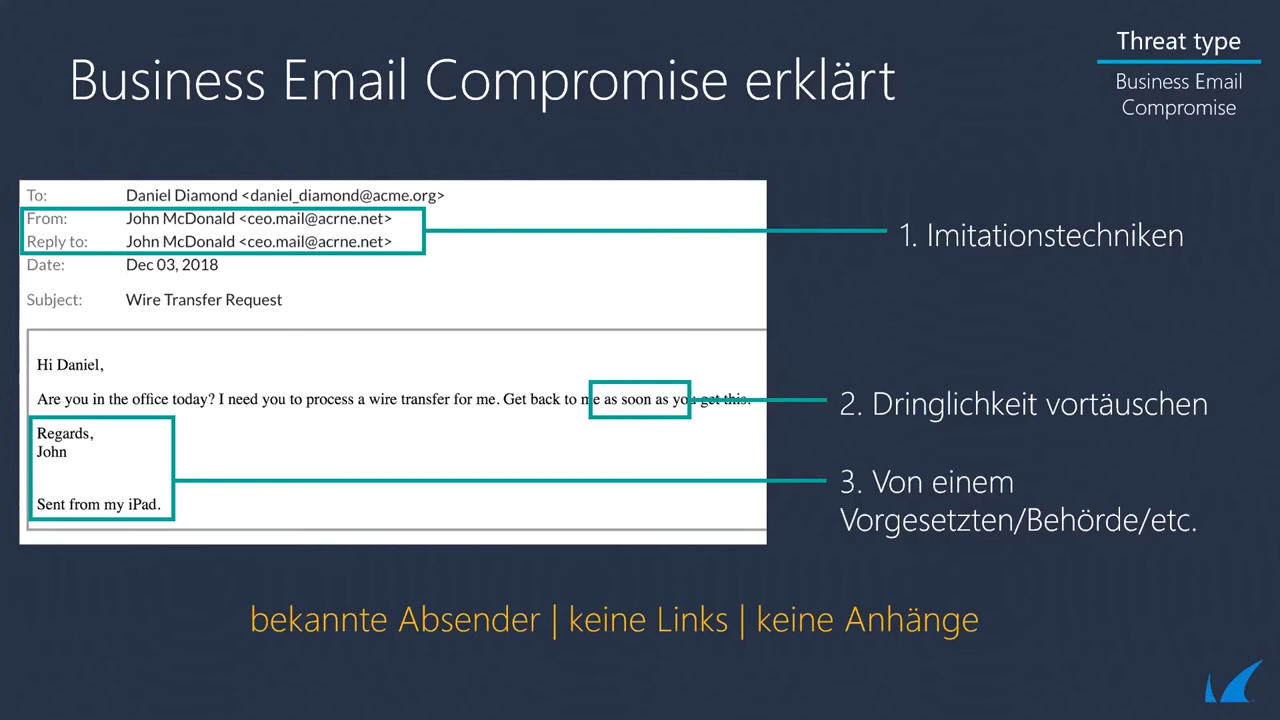 Business Email Compromise erklärt
Threat type
Business Email
Compromise
To: Daniel Diamond <daniel_diamond@acme.org>
From: John McDonald <ceo.mail@acrne.net>
Reply to: John McDonald <ceo.mail@acrne.net>
Date: Dec 03, 2018
Subject: Wire Transfer Request
Hi Daniel,
Are you in the office today? I need you to process a wire transfer for me. Get back to me as soon as you get this.
Regards,
John
Sent from my iPad.
1. Imitationstechniken
2. Dringlichkeit vortäuschen
3. Von einem
Vorgesetzten/Behörde/etc.
bekannte Absender | keine Links | keine Anhänge